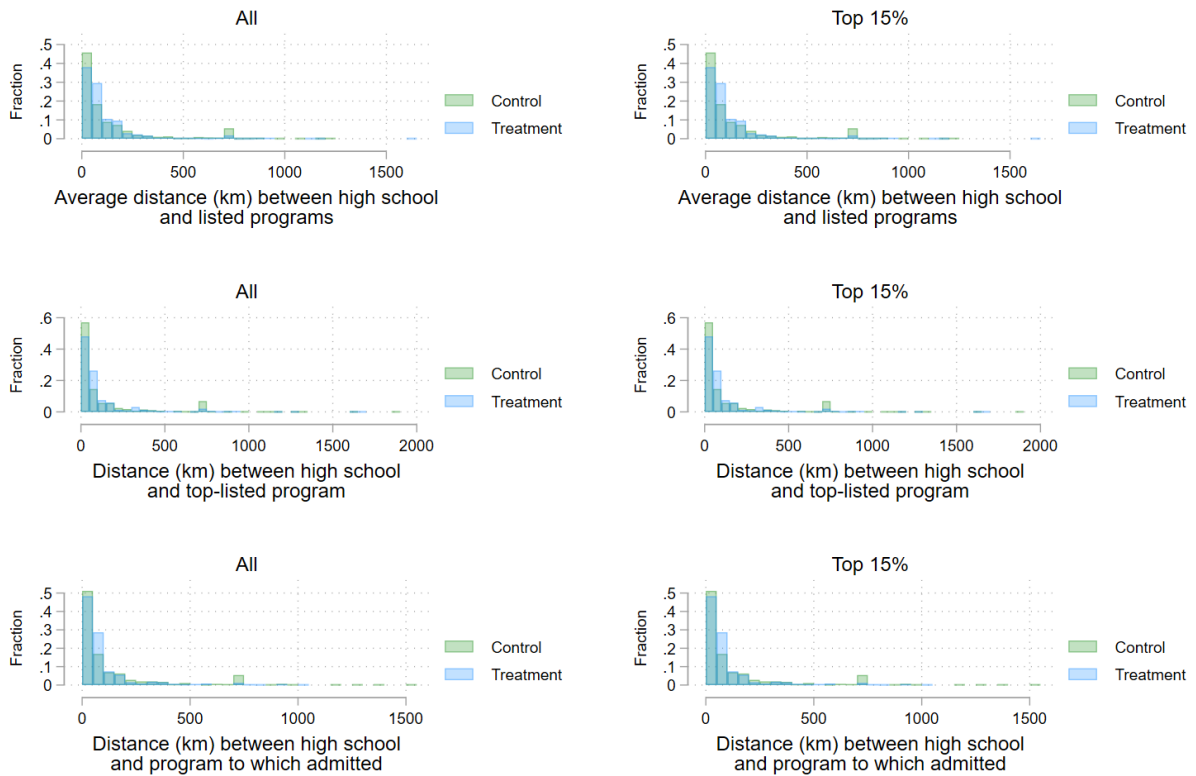 All
.5
.4
.3
.2
.1
0
Fraction
0 500 1000 1500
Average distance (km) between high school
and listed programs
Control
Treatment
Top 15%
.5
.4
.3
.2
.1
0
Fraction
0 500 1000 1500
Average distance (km) between high school
and listed programs
Control
Treatment
All
.6
.4
.2
0
Fraction
0 500 1000 1500 2000
Distance (km) between high school
and top-listed program
Control
Treatment
Top 15%
.6
.4
.2
0
Fraction
0 500 1000 1500 2000
Distance (km) between high school
and top-listed program
Control
Treatment
All
.5
.4
.3
.2
.1
0
Fraction
0 500 1000 1500
Distance (km) between high school
and program to which admitted
Control
Treatment
Top 15%
.5
.4
.3
.2
.1
0
Fraction
0 500 1000 1500
Distance (km) between high school
and program to which admitted
Control
Treatment